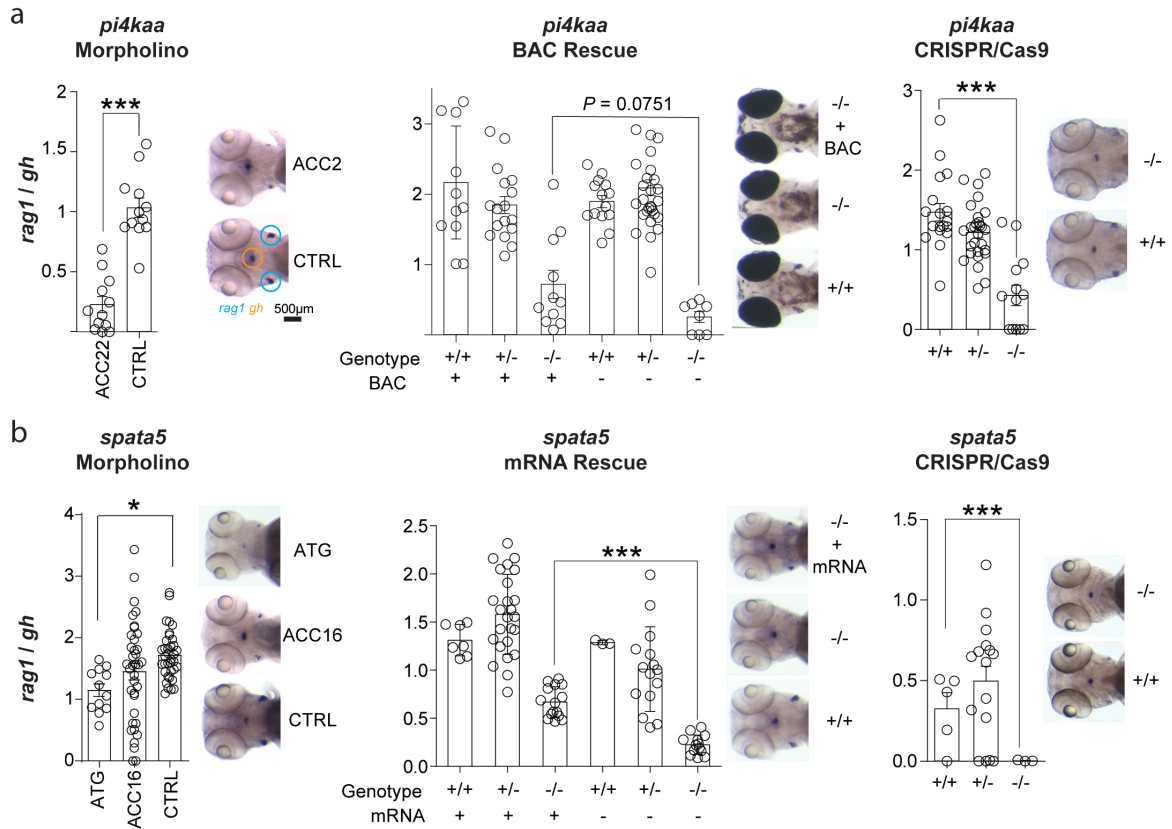 a
pi4kaa
Morpholino
rag1 / gh
2
1.5
1
0.5
***
ACC22
CTRL
ACC2
CTRL
rag1 gh
500μm
pi4kaa
BAC Rescue
3
2
1
P = 0.0751
Genotype +/+ +/- -/- +/+ +/- -/-
BAC + + + - - -
-/-
+
BAC
-/-
+/+
pi4kaa
CRISPR/Cas9
3
2
1
0
***
+/+ +/- -/-
-/-
+/+
b
spata5
Morpholino
rag1 / gh
4
3
2
1
0
*
ATG
ACC16
CTRL
ATG
ACC16
CTRL
spata5
mRNA Rescue
2.5
2.0
1.5
1.0
0.5
0.0
***
Genotype +/+ +/- -/- +/+ +/- -/-
mRNA + + + - - -
-/-
+
mRNA
-/-
+/+
spata5
CRISPR/Cas9
1.5
1.0
0.5
0.0
***
+/+ +/- -/-
-/-
+/+